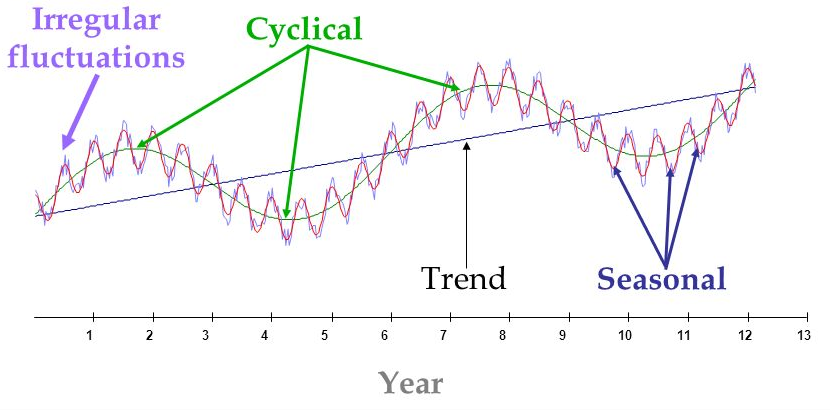 Irregular
fluctuations
Cyclical
Trend
Seasonal
1 2 3 4 5 6 7 8 9 10 11 12 13
Year